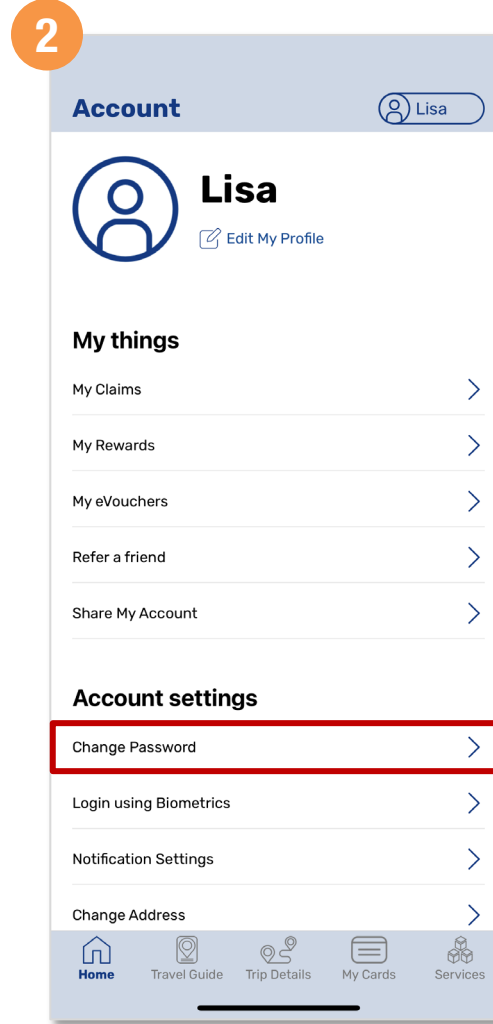 2
Account
Lisa
Lisa
Edit My Profile
My things
My Claims
My Rewards
My eVouchers
Refer a friend
Share My Account
Account settings
Change Password
Login using Biometrics
Notification Settings
Change Address
Home Travel Guide Trip Details My Cards Services